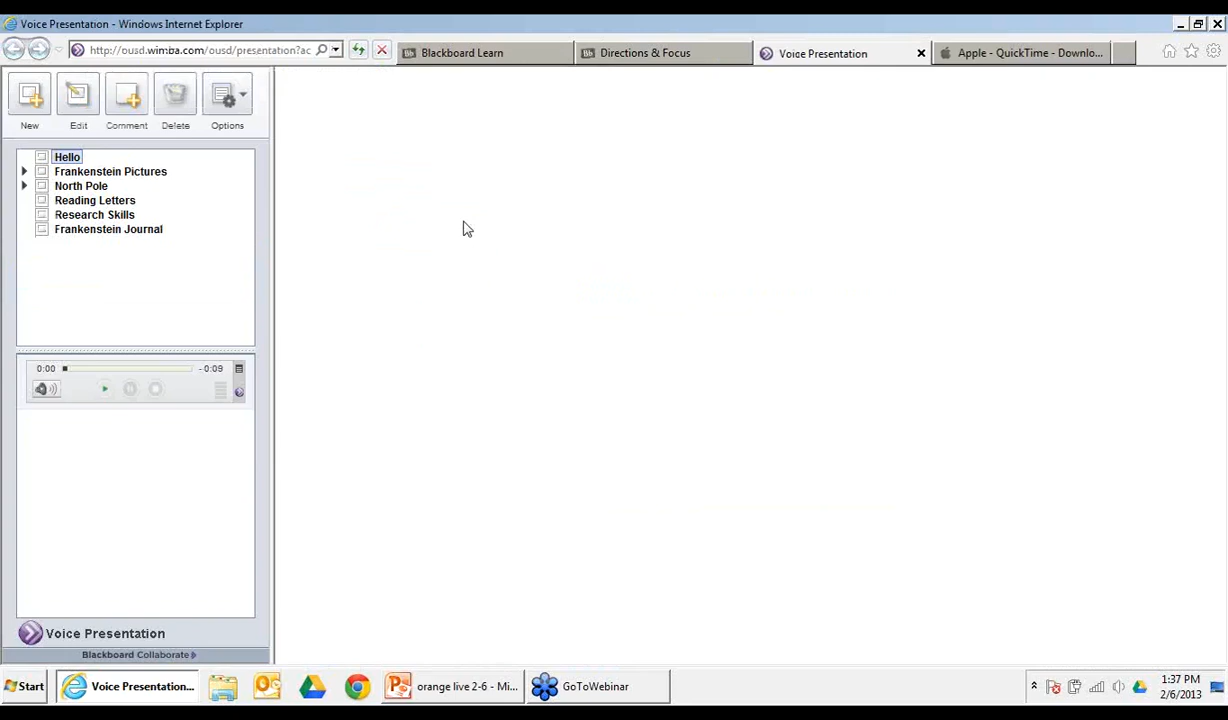 Voice Presentation - Windows Internet Explorer
http://ousd.wimba.com/ousd/presentation?ac
Blackboard Learn
Directions & Focus
Voice Presentation
Apple - QuickTime - Downlo...
New
Edit
Comment
Delete
Options
Hello
Frankenstein Pictures
North Pole
Reading Letters
Research Skills
Frankenstein Journal
0:00
-0:09
Voice Presentation
Blackboard Collaborate
Start
Voice Presentation...
orange live 2-6 - Mi...
GoToWebinar
1:37 PM
2/6/2013